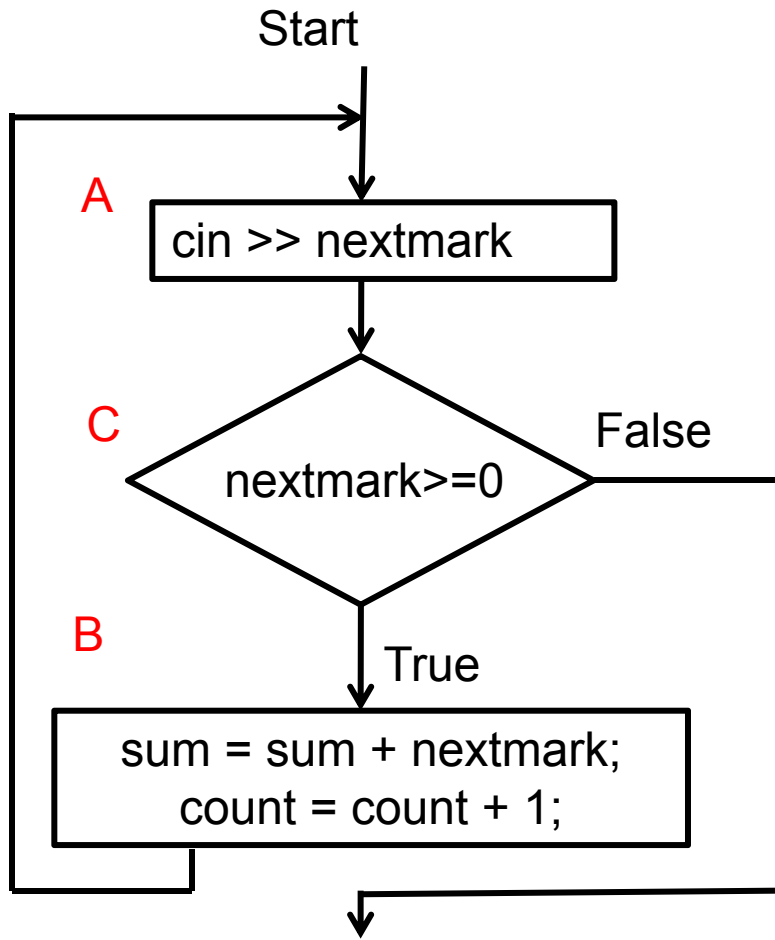 Start
A
cin >> nextmark
C
False
nextmark>=0
B
True
sum = sum + nextmark;
count = count + 1;